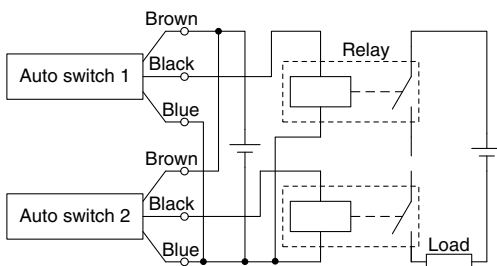 Brown
Auto switch 1
Black
Blue
Relay
Brown
Auto switch 2
Black
Blue
Load